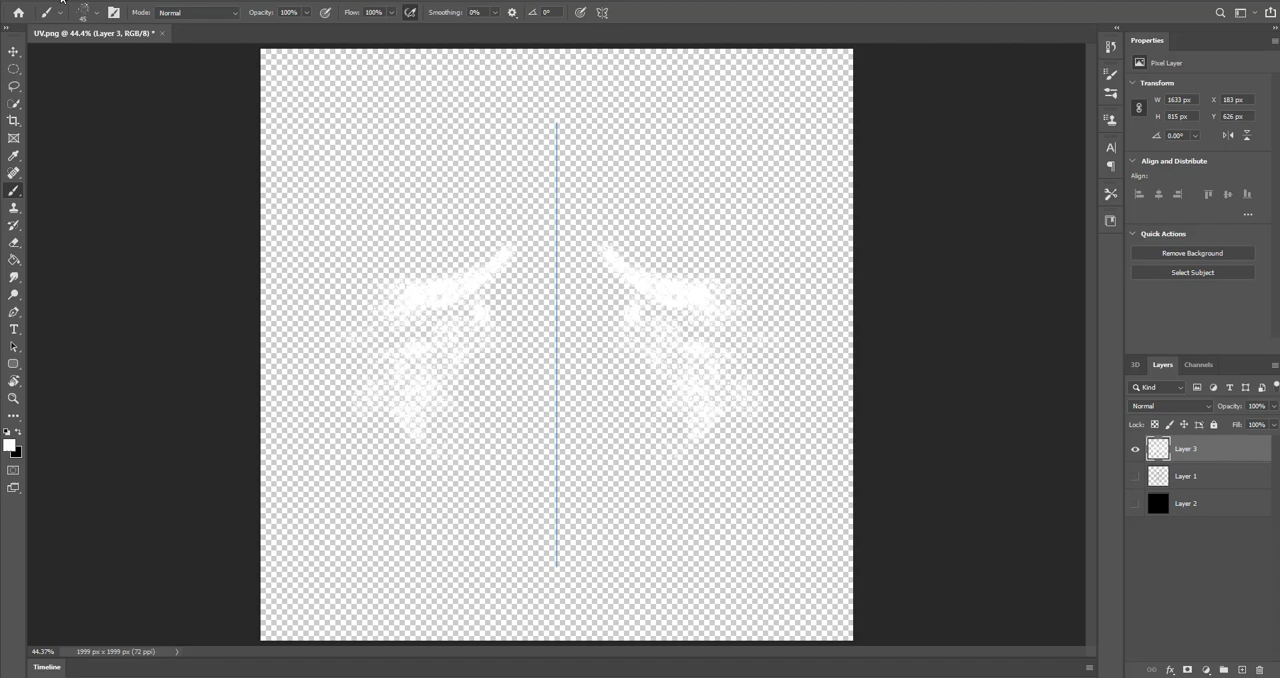 45
Mode: Normal
Opacity: 100%
Flow: 100%
Smoothing: 0%
0°
UV.png @ 44.4% (Layer 3, RGB/8) *
Properties
Pixel Layer
Transform
W 1633 px X 183 px
H 815 px Y 626 px
0.00°
Align and Distribute
Align:
Quick Actions
Remove Background
Select Subject
3D Layers Channels
Kind
Normal Opacity: 100%
Lock: Fill: 100%
Layer 3
Layer 1
Layer 2
44.37% 1999 px x 1999 px (72 ppi)
Timeline